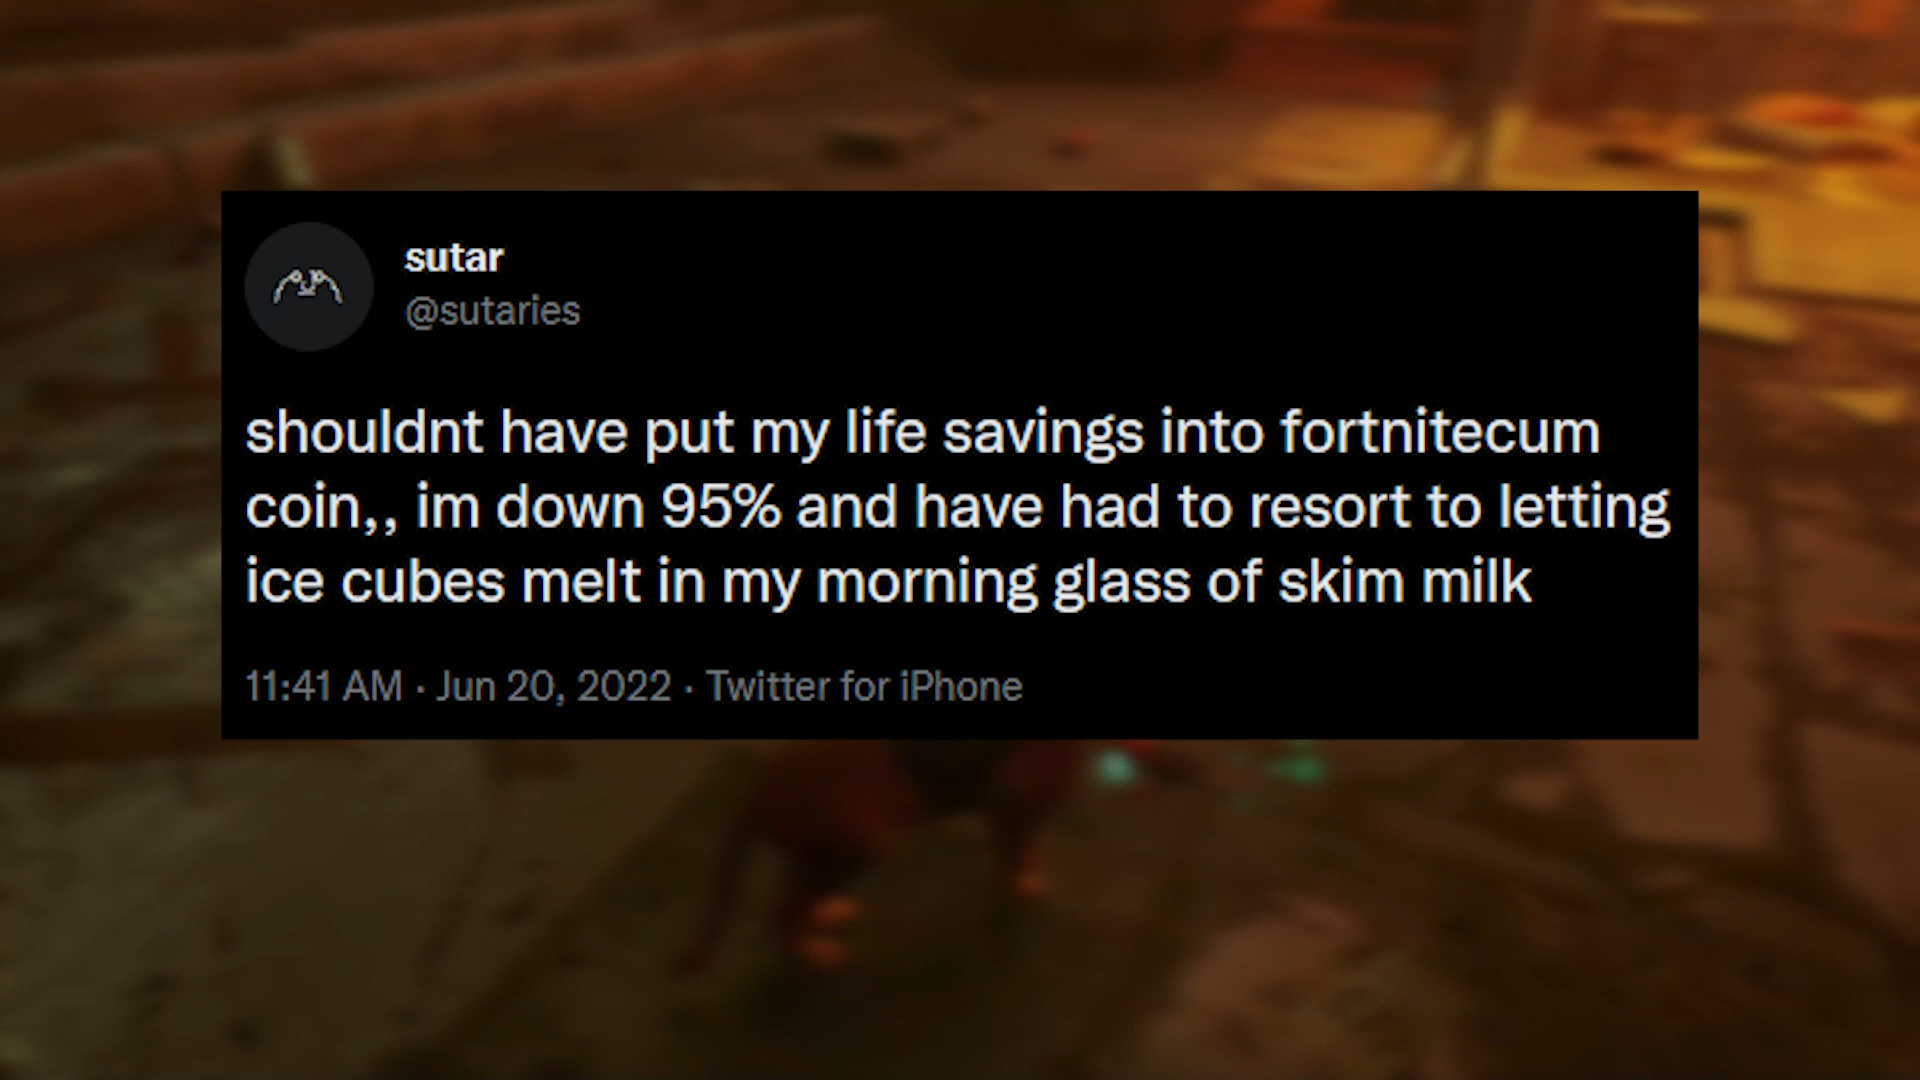 sutar
@sutaries
shouldnt have put my life savings into fortnitecum
coin,, im down 95% and have had to resort to letting
ice cubes melt in my morning glass of skim milk
11:41 AM · Jun 20, 2022 · Twitter for iPhone